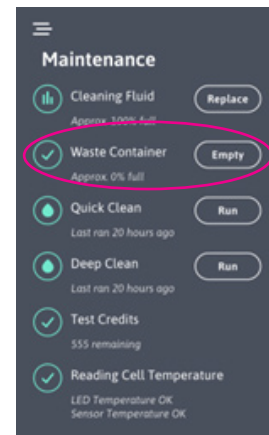 Maintenance
Cleaning Fluid
Replace
Approx. 100% full
Waste Container
Empty
Approx. 0% full
Quick Clean
Run
Last ran 20 hours ago
Deep Clean
Run
Last ran 20 hours ago
Test Credits
555 remaining
Reading Cell Temperature
LED Temperature OK
Sensor Temperature OK